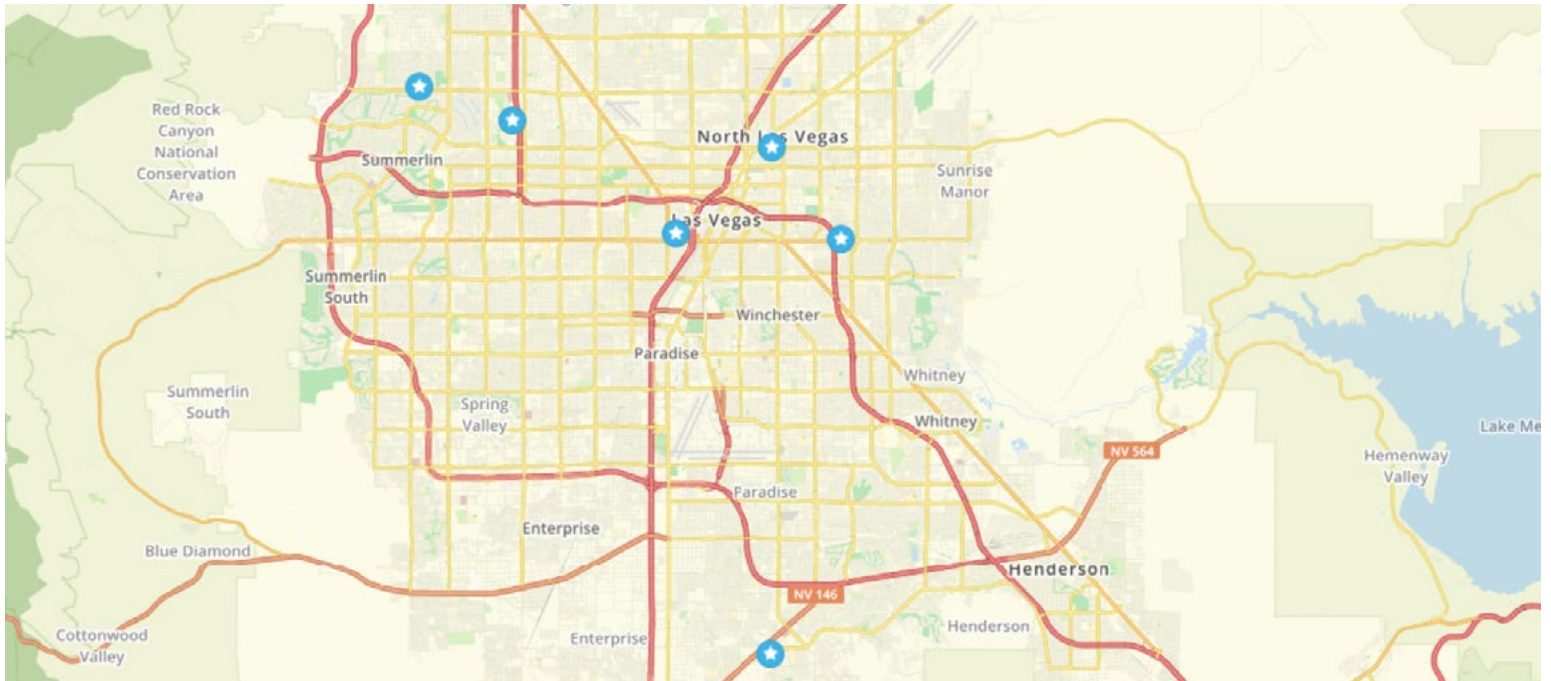 Red Rock
Canyon
National
Conservation
Area
North Las Vegas
Summerlin
Sunrise
Manor
Las Vegas
Summerlin
South
Winchester
Paradise
Whitney
Summerlin
South
Spring
Valley
Whitney
Lake Me
NV 564
Hemenway
Valley
Paradise
Enterprise
Blue Diamond
Henderson
NV 146
Cottonwood
Valley
Enterprise
Henderson